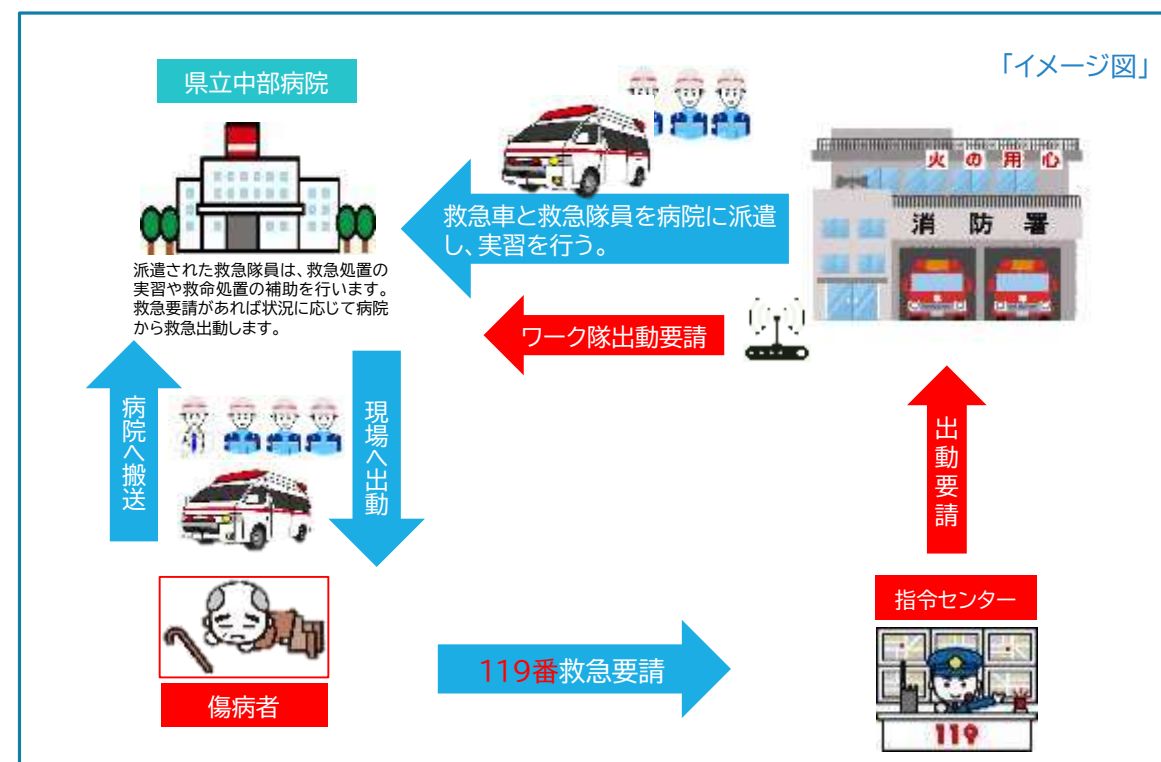 「イメージ図」
県立中部病院
火の用心
消防署
救急車と救急隊員を病院に派遣
し、実習を行う。
派遣された救急隊員は、救急処置の
実習や救命処置の補助を行います。
救急要請があれば状況に応じて病院
から救急出動します。
ワーク隊出動要請
病院へ搬送
現場へ出動
出動要請
指令センター
119番救急要請
傷病者
119